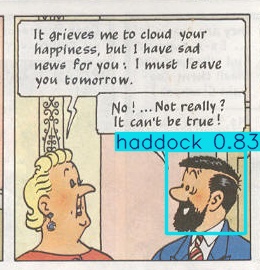 It grieves me to cloud your
happiness, but I have sad
news for you: I must leave
you tomorrow.
No! ...Not really?
It can't be true!
haddock 0.83